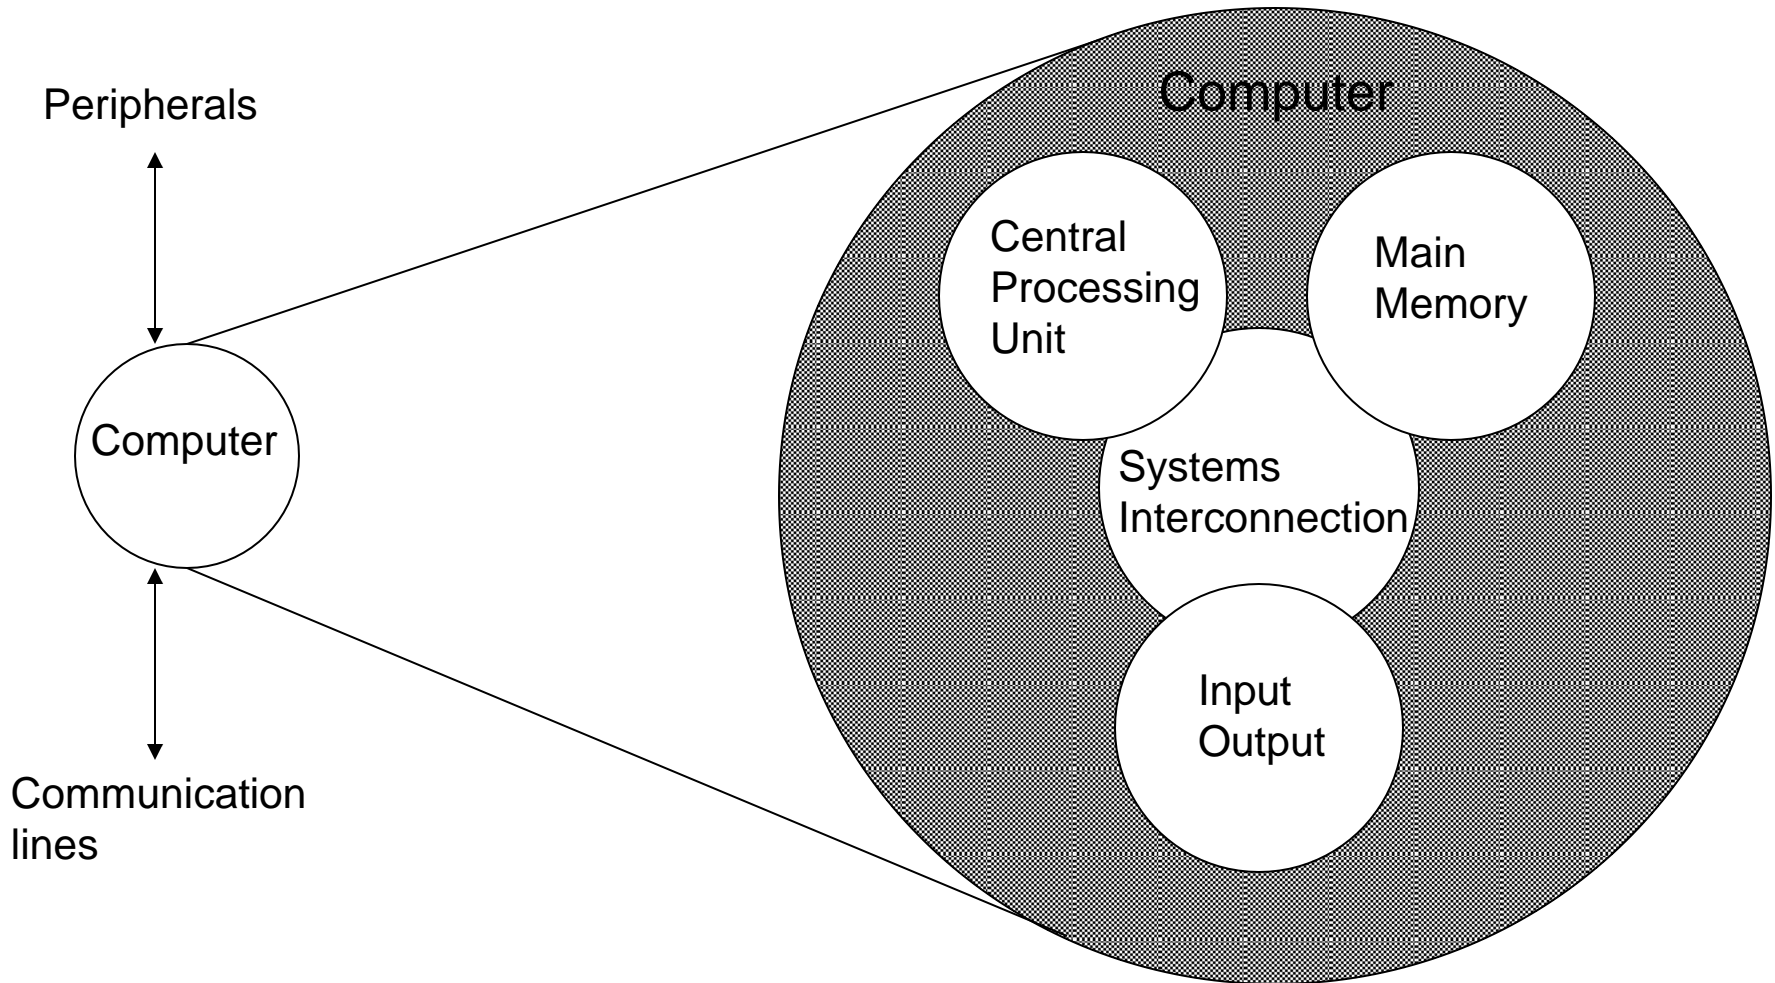 Peripherals
Computer
Communication
lines
Computer
Central
Processing
Unit
Main
Memory
Systems
Interconnection
Input
Output